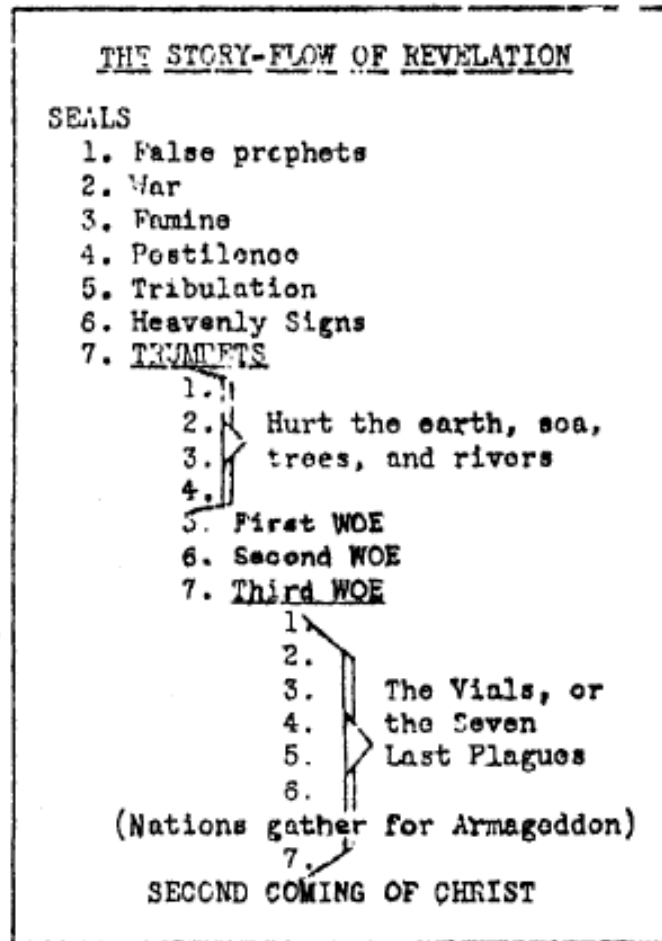 THE STORY-FLOW OF REVELATION
SEALS
1. False prophets
2. War
3. Famine
4. Pestilence
5. Tribulation
6. Heavenly Signs
7. TRUMPETS
1.
2. Hurt the earth, sea,
3. trees, and rivers
4.
5. First WOE
6. Second WOE
7. Third WOE
1.
2.
3. The Vials, or
4. the Seven
5. Last Plagues
6.
(Nations gather for Armageddon)
7.
SECOND COMING OF CHRIST